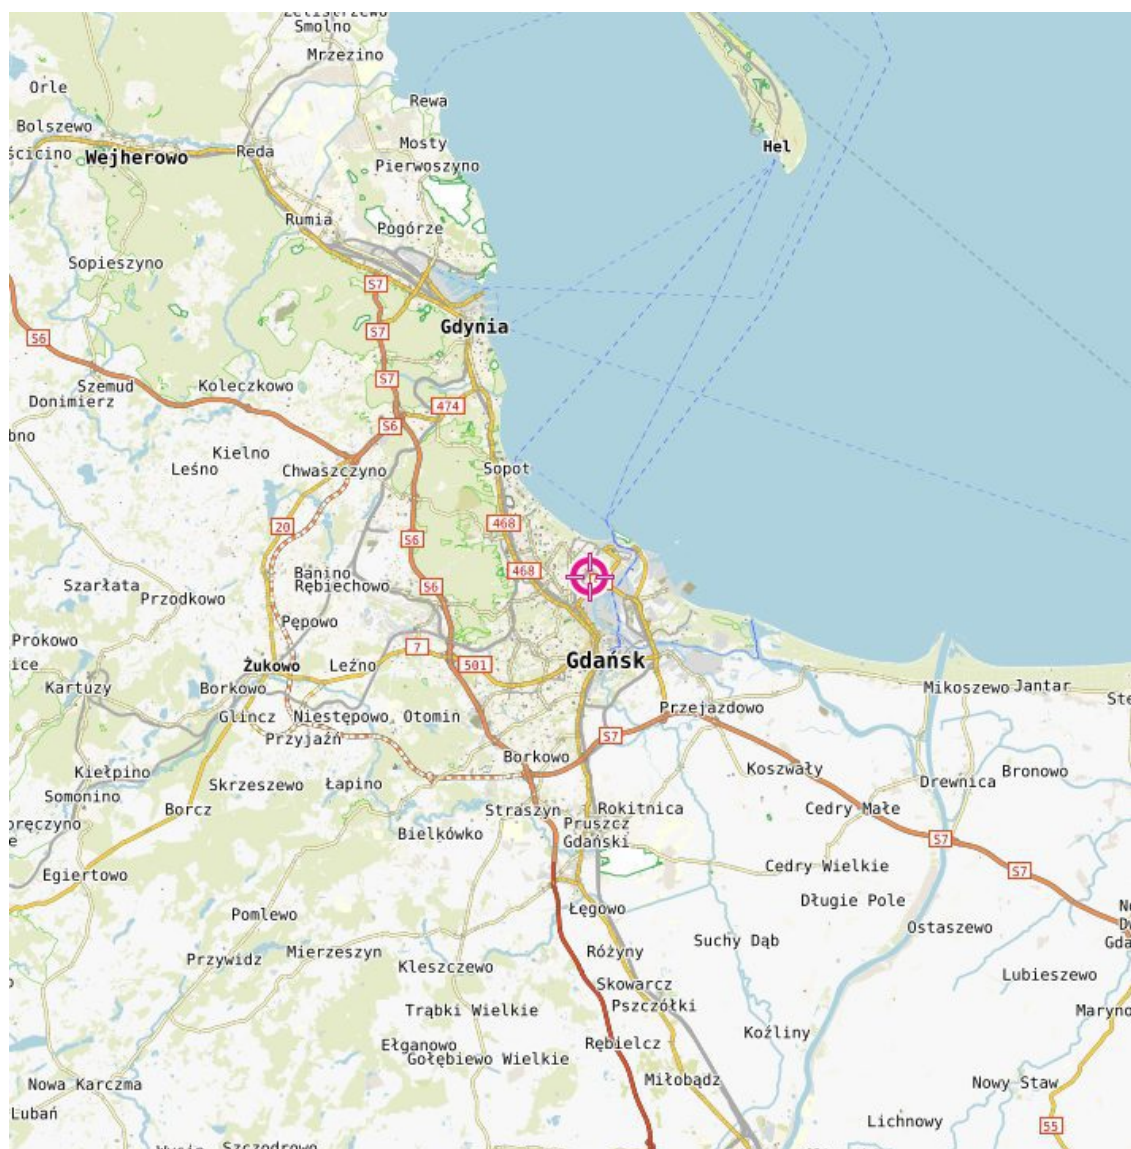 Smolno
Mrzezino
Orle
Rewa
Bolszewo
Mosty
Hel
Wejherowo
Reda
Pierwoszyno
Rumia
Pogórze
Sopieszyno
S7
Gdynia
S7
S6
S7
Szemud
Koleczkowo
Donimierz
474
S6
Kielno
Leśno
Chwaszczyno
Sopot
20
468
S6
468
Banino
Szarłata
Rębiechowo
S6
Przodkowo
Pępowo
Prokowo
7
Gdańsk
Żukowo
Leźno
501
Kartuzy
Borkowo
Mikoszewo
Jantar
Glincz
Niestępowo
Otomin
Przejazdowo
Przyjaźń
S7
Borkowo
Kiełpino
Koszwały
Bronowo
Skrzeszewo
Łapino
Drewnica
Somonino
Borcz
Straszyn
Rokitnica
Cedry Małe
Bielkówko
Pruszcz
Gdański
S7
Cedry Wielkie
S7
Egiertowo
Długie Pole
Pomlewo
Łęgowo
Ostaszewo
Suchy Dąb
Mierzeszyn
Różyny
Przywidz
Kleszczewo
Lubieszewo
Skowarcz
Pszczółki
Trąbki Wielkie
Koźliny
Ełganowo
Rębielcz
Gołębiewo Wielkie
Miłobądz
Nowa Karczma
Nowy Staw
Lubań
Lichnowy
55